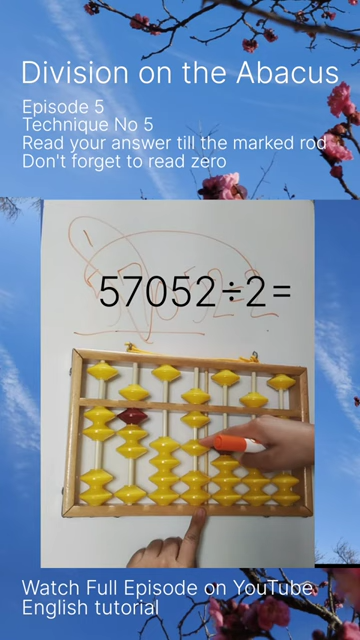 Division on the Abacus
Episode 5
Technique No 5
Read your answer till the marked rod
Don't forget to read zero
57052÷2=
Watch Full Episode on YouTube
English tutorial